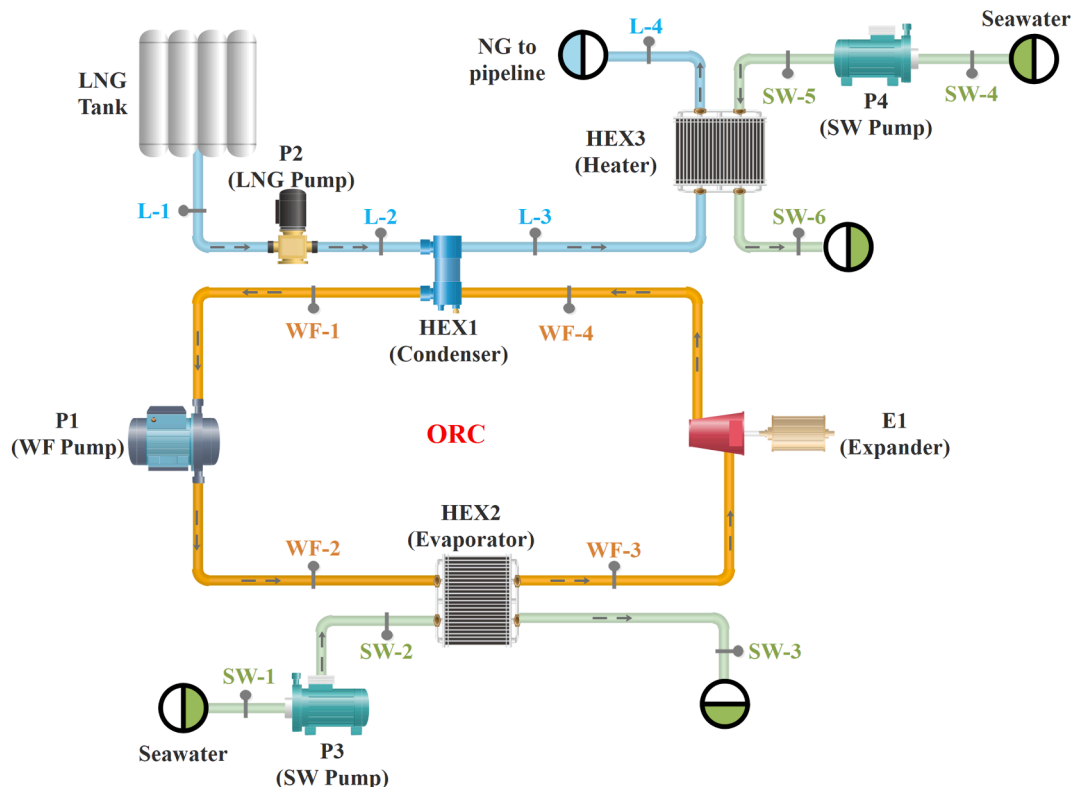 LNG
Tank
L-1
P2
(LNG Pump)
L-2
L-3
NG to
pipeline
L-4
HEX3
(Heater)
SW-5
P4
(SW Pump)
SW-4
Seawater
SW-6
WF-1
HEX1
(Condenser)
WF-4
P1
(WF Pump)
ORC
E1
(Expander)
HEX2
(Evaporator)
WF-2
WF-3
SW-2
SW-3
SW-1
Seawater
P3
(SW Pump)